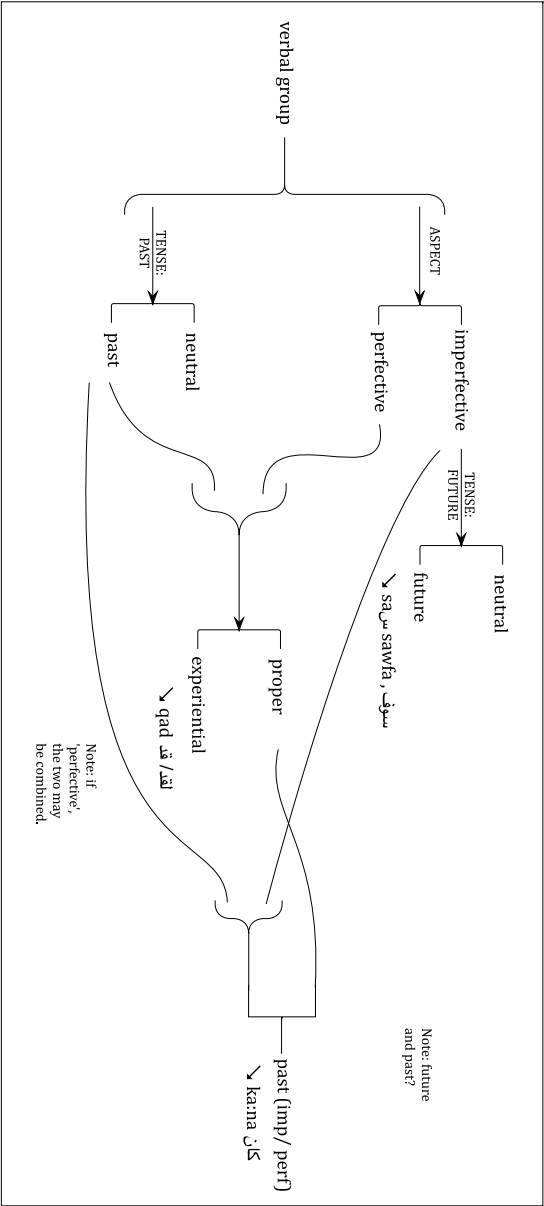 verbal group
ASPECT
imperfective
perfective
TENSE:
FUTURE
neutral
future
↘ saس sawfa , سوف
TENSE:
PAST
neutral
past
proper
experiential
↘ qad لقد/ قد
Note: if
'perfective',
the two may
be combined.
Note: future
and past?
past (imp/ perf)
↘ ka:na كان